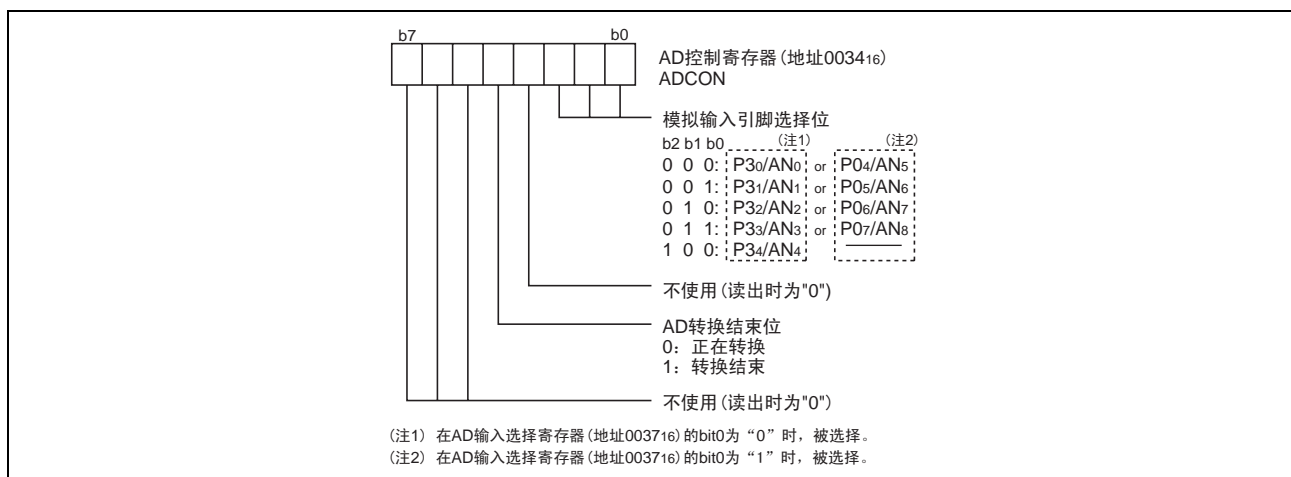 b7 b0
AD控制寄存器(地址003416)
ADCON
模拟输入引脚选择位
b2 b1 b0 (注1) (注2)
0 0 0: P30/AN0 or P04/AN5
0 0 1: P31/AN1 or P05/AN6
0 1 0: P32/AN2 or P06/AN7
0 1 1: P33/AN3 or P07/AN8
1 0 0: P34/AN4
不使用(读出时为"0")
AD转换结束位
0: 正在转换
1: 转换结束
不使用(读出时为"0")
(注1) 在AD输入选择寄存器(地址003716)的bit0为“0”时，被选择。
(注2) 在AD输入选择寄存器(地址003716)的bit0为“1”时，被选择。